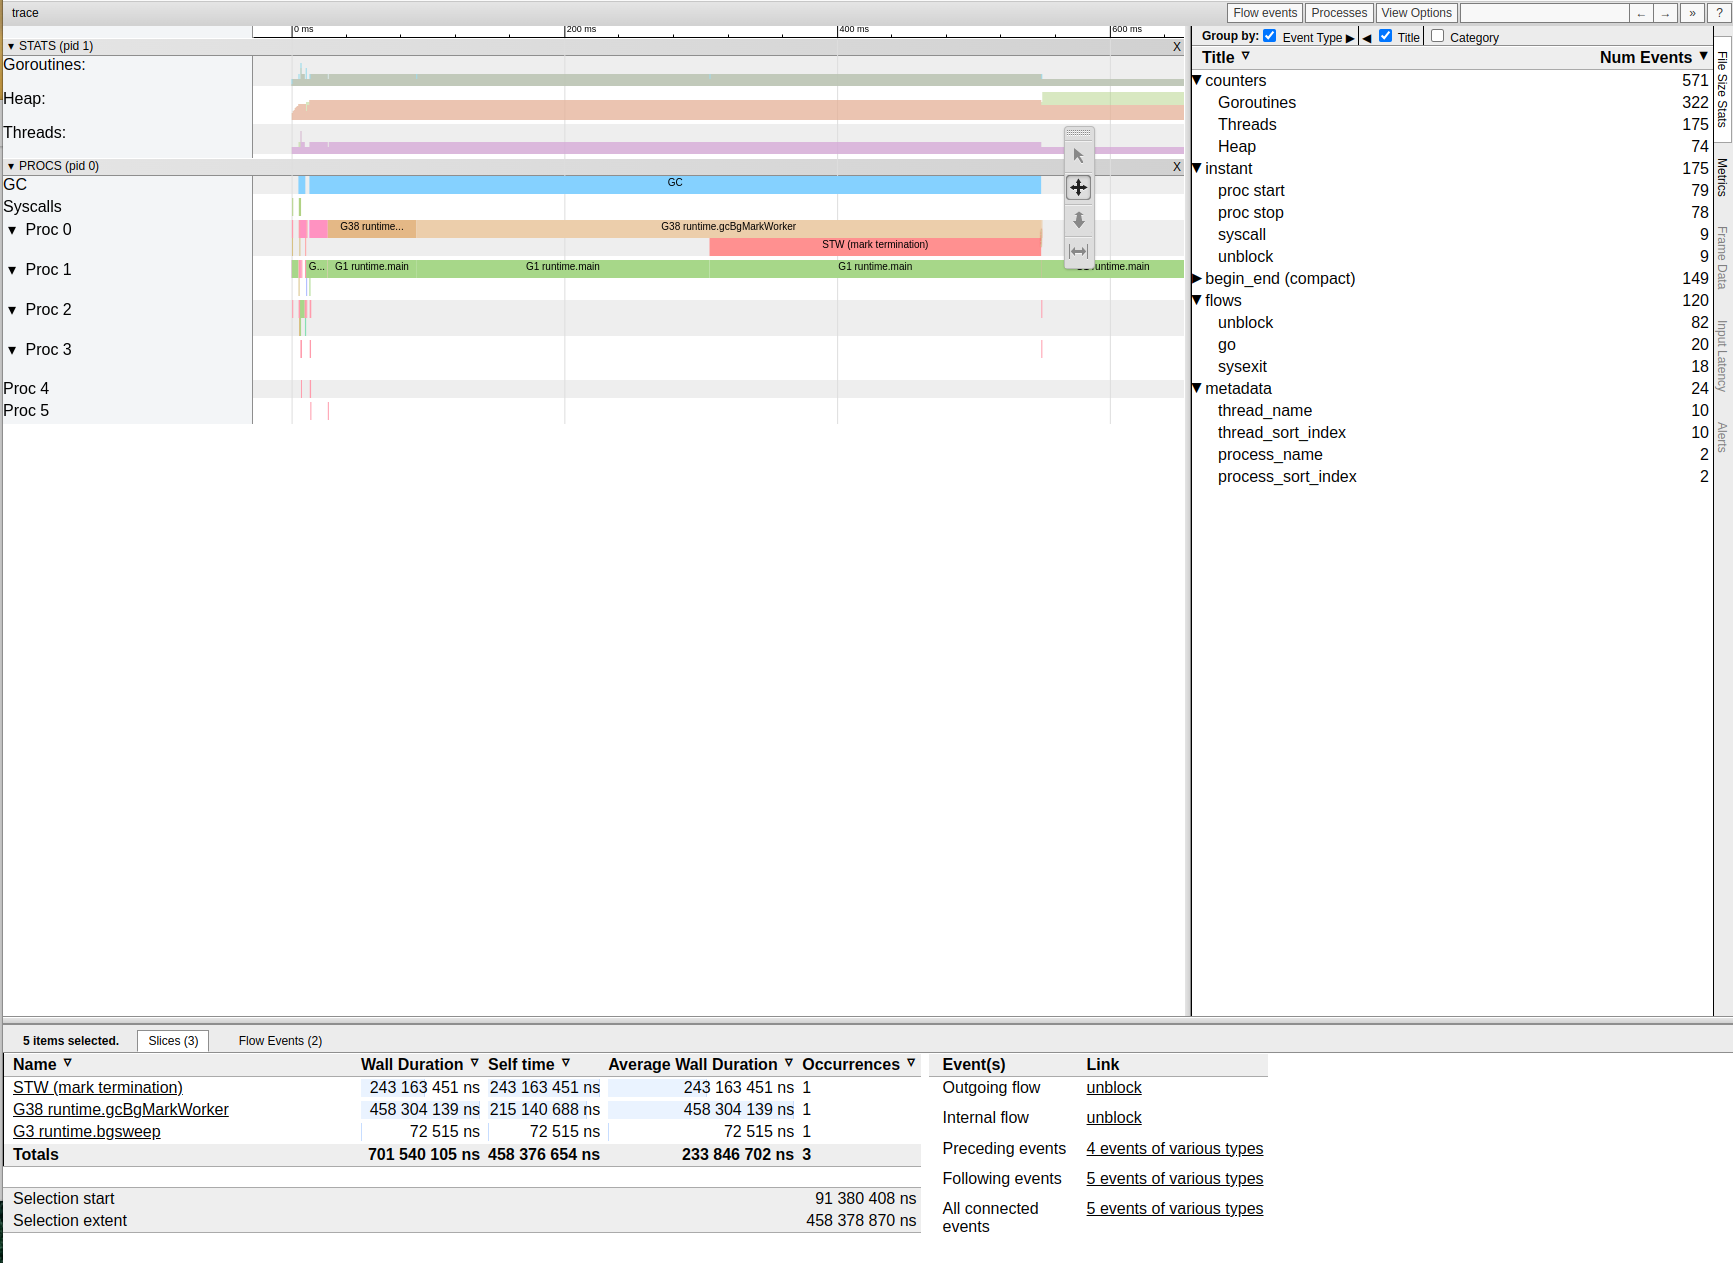 trace
Flow events Processes View Options ← → » ?
0 ms 200 ms 400 ms 600 ms
▼ STATS (pid 1) X
Goroutines:
Heap:
Threads:
▼ PROCS (pid 0) X
GC GC
Syscalls
▼ Proc 0 G38 runtime... G38 runtime.gcBgMarkWorker
STW (mark termination)
▼ Proc 1 G... G1 runtime.main G1 runtime.main G1 runtime.main untime.main
▼ Proc 2
▼ Proc 3
Proc 4
Proc 5
Group by: Event Type ▶ ◀ Title Category
Title ▽ Num Events ▼
▼ counters 571
Goroutines 322
Threads 175
Heap 74
▼ instant 175
proc start 79
proc stop 78
syscall 9
unblock 9
▶ begin_end (compact) 149
▼ flows 120
unblock 82
go 20
sysexit 18
▼ metadata 24
thread_name 10
thread_sort_index 10
process_name 2
process_sort_index 2
File Size Stats
Metrics
Frame Data
Input Latency
Alerts
5 items selected. Slices (3) Flow Events (2)
Name ▽ Wall Duration ▽ Self time ▽ Average Wall Duration ▽ Occurrences ▽
STW (mark termination) 243 163 451 ns 243 163 451 ns 243 163 451 ns 1
G38 runtime.gcBgMarkWorker 458 304 139 ns 215 140 688 ns 458 304 139 ns 1
G3 runtime.bgsweep 72 515 ns 72 515 ns 72 515 ns 1
Totals 701 540 105 ns 458 376 654 ns 233 846 702 ns 3
Selection start 91 380 408 ns
Selection extent 458 378 870 ns
Event(s) Link
Outgoing flow unblock
Internal flow unblock
Preceding events 4 events of various types
Following events 5 events of various types
All connected events 5 events of various types